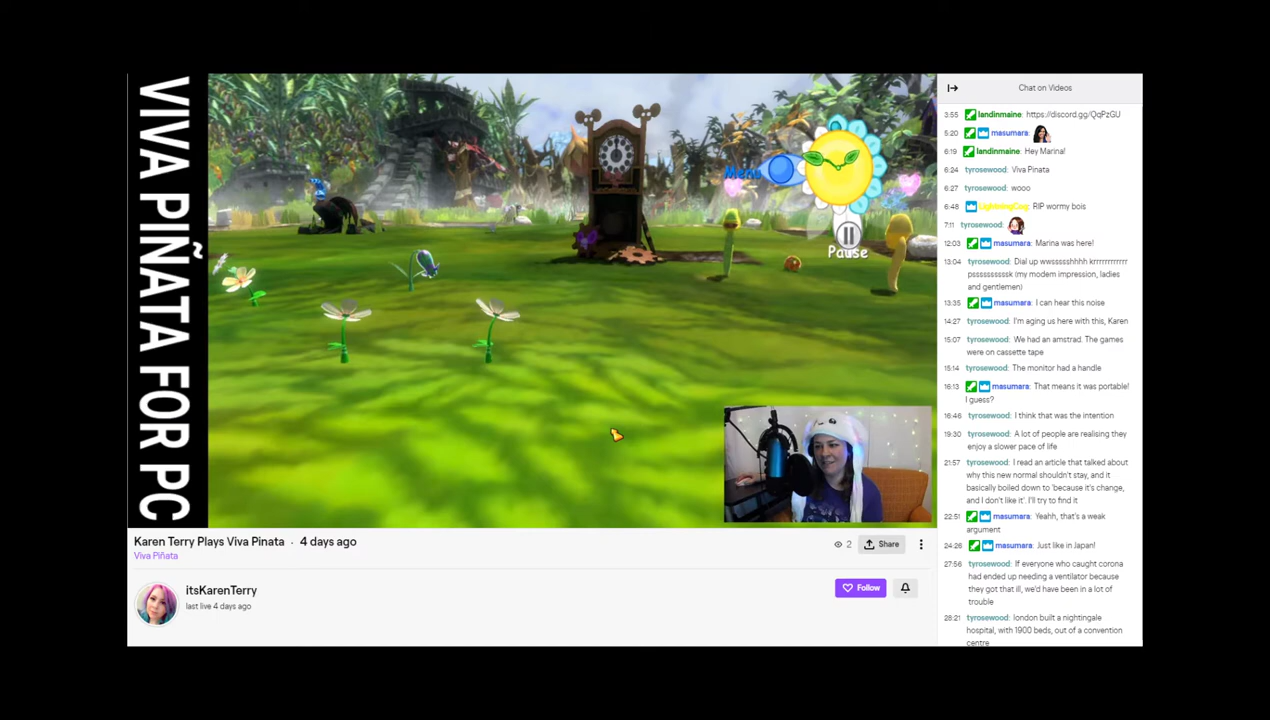 VIVA PIÑATA FOR PC
Menu
Pause
Karen Terry Plays Viva Pinata · 4 days ago
Viva Piñata
2
Share
itsKarenTerry
last live 4 days ago
Follow
Chat on Videos
3:55 landinmaine: https://discord.gg/QqPzGU
5:20 masumara:
6:19 landinmaine: Hey Marina!
6:24 tyrosewood: Viva Pinata
6:27 tyrosewood: wooo
6:48 LightningCog: RIP wormy bois
7:11 tyrosewood:
12:03 masumara: Marina was here!
13:04 tyrosewood: Dial up wwsssshhhhh krrrrrrrrrrrr
psssssssssssk (my modem impression, ladies
and gentlemen)
13:35 masumara: I can hear this noise
14:27 tyrosewood: I'm aging us here with this, Karen
15:07 tyrosewood: We had an amstrad. The games
were on cassette tape
15:14 tyrosewood: The monitor had a handle
16:13 masumara: That means it was portable!
I guess?
16:46 tyrosewood: I think that was the intention
19:30 tyrosewood: A lot of people are realising they
enjoy a slower pace of life
21:57 tyrosewood: I read an article that talked about
why this new normal shouldn't stay, and it
basically boiled down to 'because it's change,
and I don't like it'. I'll try to find it
22:51 masumara: Yeahh, that's a weak
argument
24:26 masumara: Just like in Japan!
27:56 tyrosewood: If everyone who caught corona
had ended up needing a ventilator because
they got that ill, we'd have been in a lot of
trouble
28:21 tyrosewood: london built a nightingale
hospital, with 1900 beds, out of a convention
centre